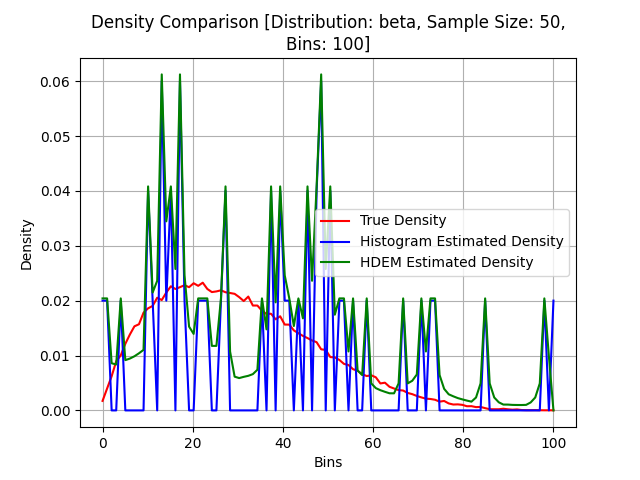 Density Comparison [Distribution: beta, Sample Size: 50,
Bins: 100]
Density
0.06
0.05
0.04
0.03
0.02
0.01
0.00
True Density
Histogram Estimated Density
HDEM Estimated Density
0 20 40 60 80 100
Bins